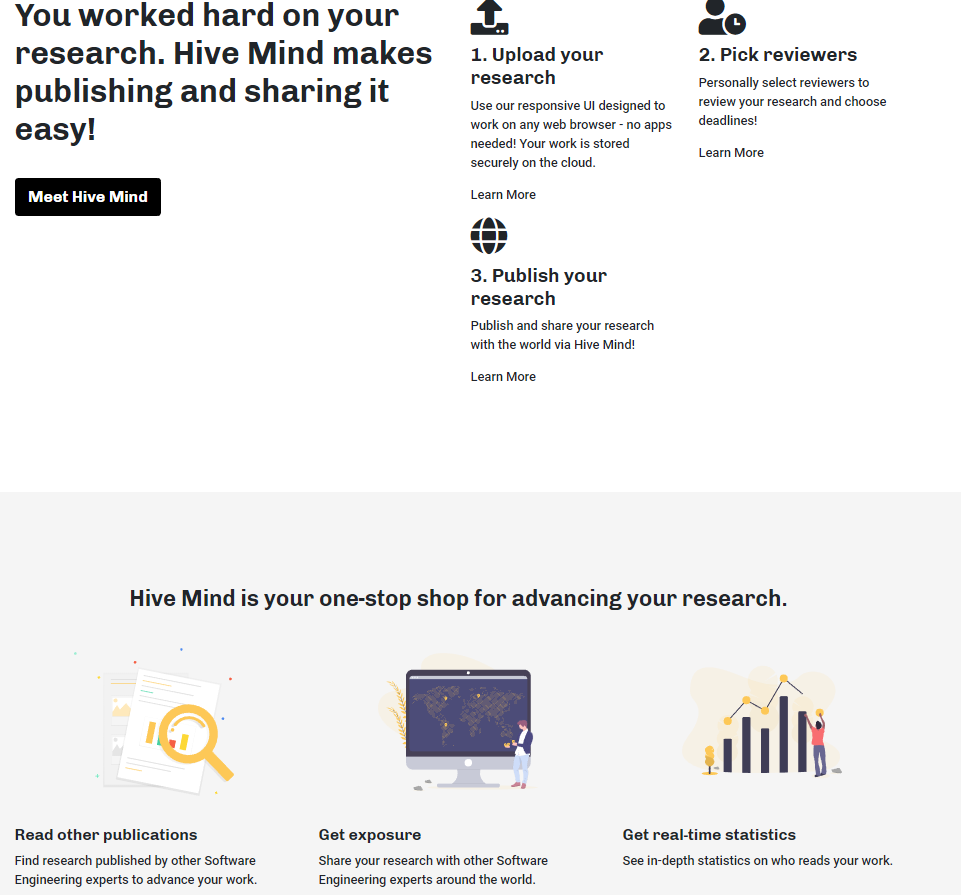 You worked hard on your
research. Hive Mind makes
publishing and sharing it
easy!
Meet Hive Mind
1. Upload your
research
Use our responsive UI designed to
work on any web browser - no apps
needed! Your work is stored
securely on the cloud.
Learn More
2. Pick reviewers
Personally select reviewers to
review your research and choose
deadlines!
Learn More
3. Publish your
research
Publish and share your research
with the world via Hive Mind!
Learn More
Hive Mind is your one-stop shop for advancing your research.
Read other publications
Find research published by other Software
Engineering experts to advance your work.
Get exposure
Share your research with other Software
Engineering experts around the world.
Get real-time statistics
See in-depth statistics on who reads your work.